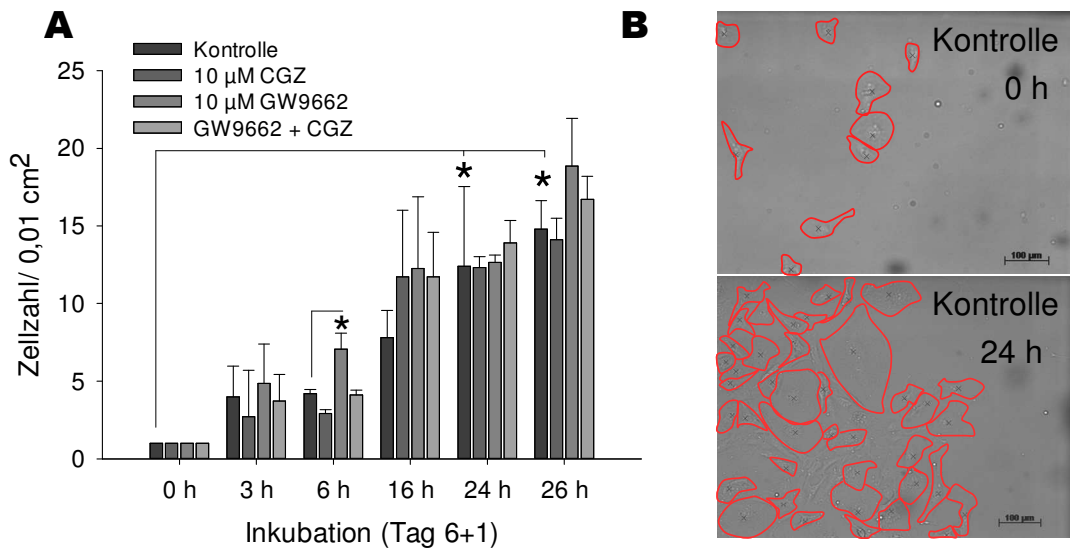 A
Kontrolle
10 µM CGZ
10 µM GW9662
GW9662 + CGZ
25
20
15
10
5
0
Zellzahl/ 0,01 cm²
*
*
*
0 h
3 h
6 h
16 h
24 h
26 h
Inkubation (Tag 6+1)
B
Kontrolle
0 h
100 µm
Kontrolle
24 h
100 µm